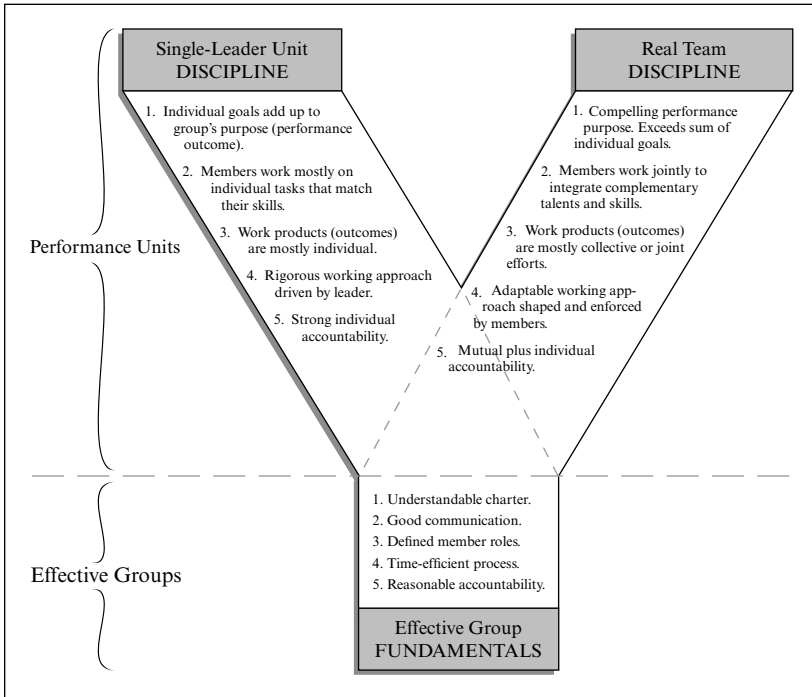 Single-Leader Unit
DISCIPLINE
1. Individual goals add up to
group's purpose (performance
outcome).
2. Members work mostly on
individual tasks that match
their skills.
3. Work products (outcomes)
are mostly individual.
4. Rigorous working approach
driven by leader.
5. Strong individual
accountability.
Real Team
DISCIPLINE
1. Compelling performance
purpose. Exceeds sum of
individual goals.
2. Members work jointly to
integrate complementary
talents and skills.
3. Work products (outcomes)
are mostly collective or joint
efforts.
4. Adaptable working app-
roach shaped and enforced
by members.
5. Mutual plus individual
accountability.
Performance Units
1. Understandable charter.
2. Good communication.
3. Defined member roles.
4. Time-efficient process.
5. Reasonable accountability.
Effective Groups
Effective Group
FUNDAMENTALS